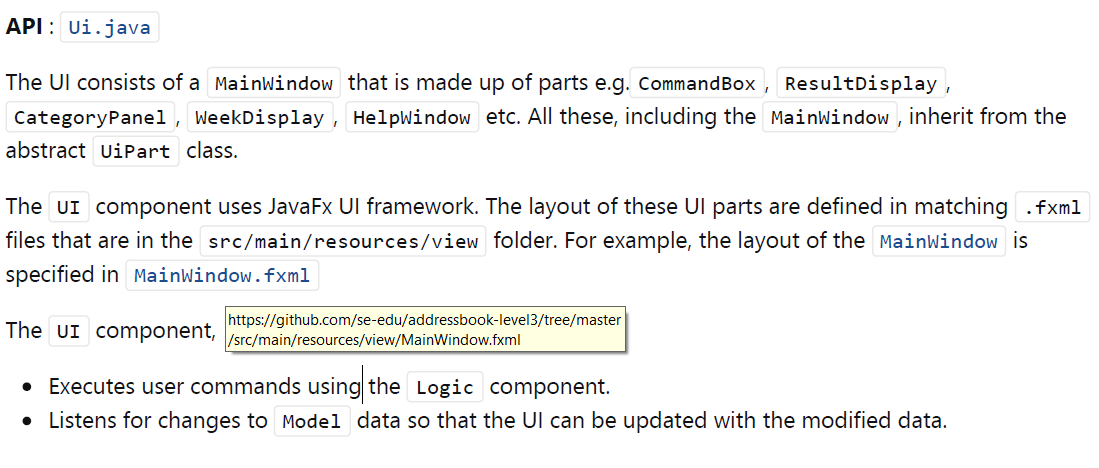 API : Ui.java
The UI consists of a MainWindow that is made up of parts e.g. CommandBox, ResultDisplay,
CategoryPanel, WeekDisplay, HelpWindow etc. All these, including the MainWindow, inherit from the
abstract UiPart class.
The UI component uses JavaFx UI framework. The layout of these UI parts are defined in matching .fxml
files that are in the src/main/resources/view folder. For example, the layout of the MainWindow is
specified in MainWindow.fxml
The UI component,
https://github.com/se-edu/addressbook-level3/tree/master
/src/main/resources/view/MainWindow.fxml
• Executes user commands using the Logic component.
• Listens for changes to Model data so that the UI can be updated with the modified data.